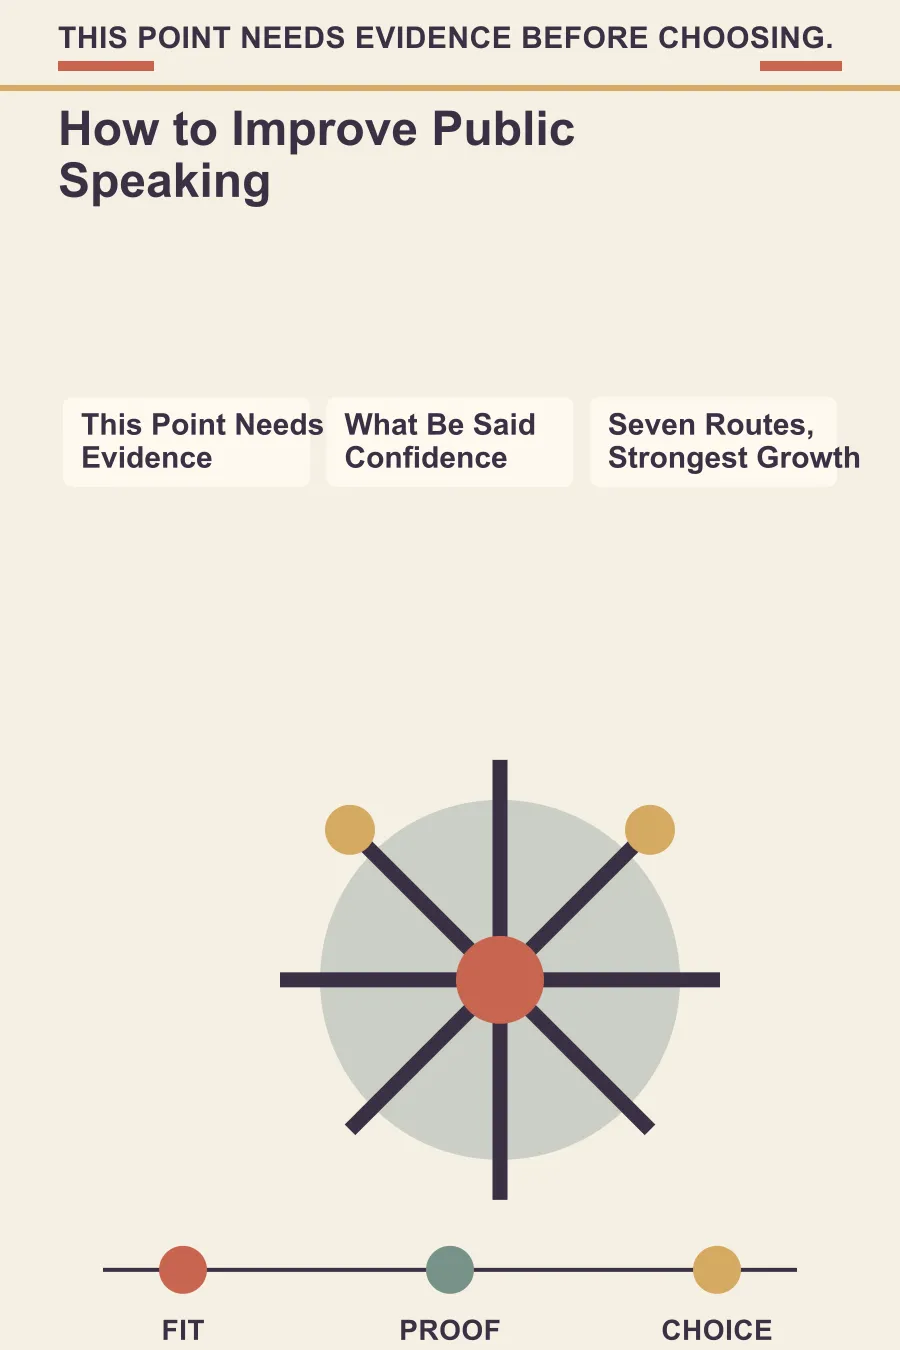 THIS POINT NEEDS EVIDENCE BEFORE CHOOSING.
How to Improve Public
Speaking
This Point Needs
Evidence
What Be Said
Confidence
Seven Routes,
Strongest Growth
FIT
PROOF
CHOICE